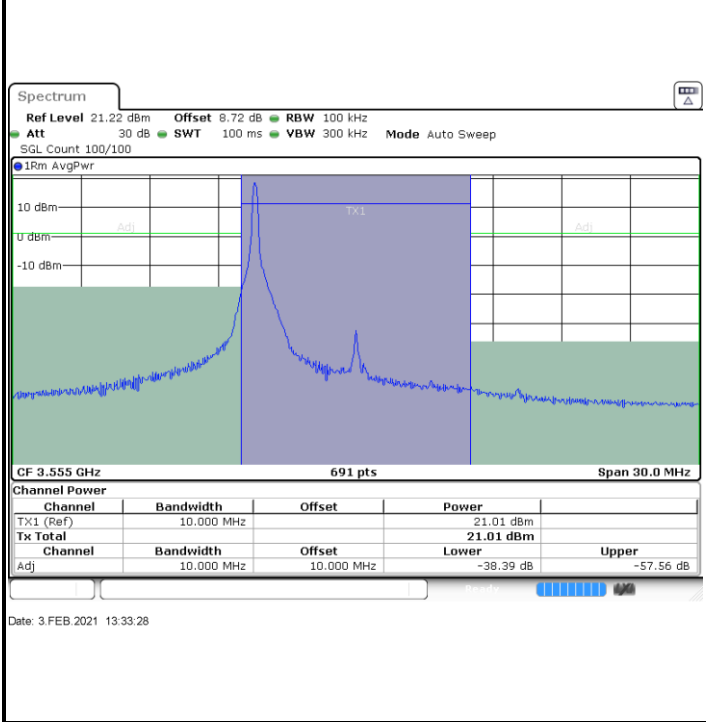 Spectrum
Ref Level 21.22 dBm Offset 8.72 dB RBW 100 kHz
Att 30 dB SWT 100 ms VBW 300 kHz Mode Auto Sweep
SGL Count 100/100
1Rm AvgPwr
10 dBm
TX1
Adj
Adj
0 dBm
-10 dBm
CF 3.555 GHz 691 pts Span 30.0 MHz
Channel Power
Channel Bandwidth Offset Power
TX1 (Ref) 10.000 MHz 21.01 dBm
Tx Total 21.01 dBm
Channel Bandwidth Offset Lower Upper
Adj 10.000 MHz 10.000 MHz -38.39 dB -57.56 dB
Ready
Date: 3.FEB.2021 13:33:28